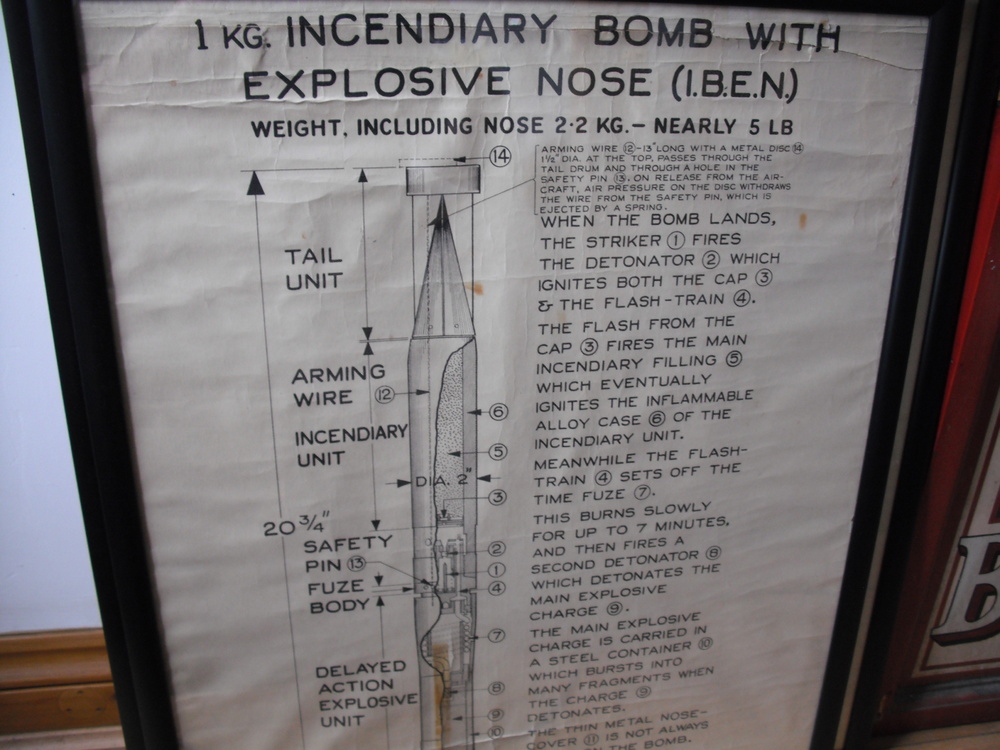 1 KG. INCENDIARY BOMB WITH
EXPLOSIVE NOSE (I.B.E.N.)
WEIGHT, INCLUDING NOSE 2·2 KG.— NEARLY 5 LB
14
ARMING WIRE 12-13" LONG WITH A METAL DISC 14
1½" DIA. AT THE TOP, PASSES THROUGH THE
TAIL DRUM AND THROUGH A HOLE IN THE
SAFETY PIN 13. ON RELEASE FROM THE AIR-
CRAFT, AIR PRESSURE ON THE DISC WITHDRAWS
THE WIRE FROM THE SAFETY PIN, WHICH IS
EJECTED BY A SPRING.
WHEN THE BOMB LANDS,
THE STRIKER 1 FIRES
THE DETONATOR 2 WHICH
IGNITES BOTH THE CAP 3
& THE FLASH-TRAIN 4.
THE FLASH FROM THE
CAP 3 FIRES THE MAIN
INCENDIARY FILLING 5
WHICH EVENTUALLY
IGNITES THE INFLAMMABLE
ALLOY CASE 6 OF THE
INCENDIARY UNIT.
MEANWHILE THE FLASH-
TRAIN 4 SETS OFF THE
TIME FUZE 7.
THIS BURNS SLOWLY
FOR UP TO 7 MINUTES,
AND THEN FIRES A
SECOND DETONATOR 8
WHICH DETONATES THE
MAIN EXPLOSIVE
CHARGE 9.
THE MAIN EXPLOSIVE
CHARGE IS CARRIED IN
A STEEL CONTAINER 10
WHICH BURSTS INTO
MANY FRAGMENTS WHEN
THE CHARGE 9
DETONATES.
THE THIN METAL NOSE-
COVER 11 IS NOT ALWAYS
ON THE BOMB.
TAIL
UNIT
ARMING
WIRE 12
INCENDIARY
UNIT
DIA. 2"
20¾"
SAFETY
PIN 13
FUZE
BODY
DELAYED
ACTION
EXPLOSIVE
UNIT
6
5
3
2
1
4
7
8
9
10